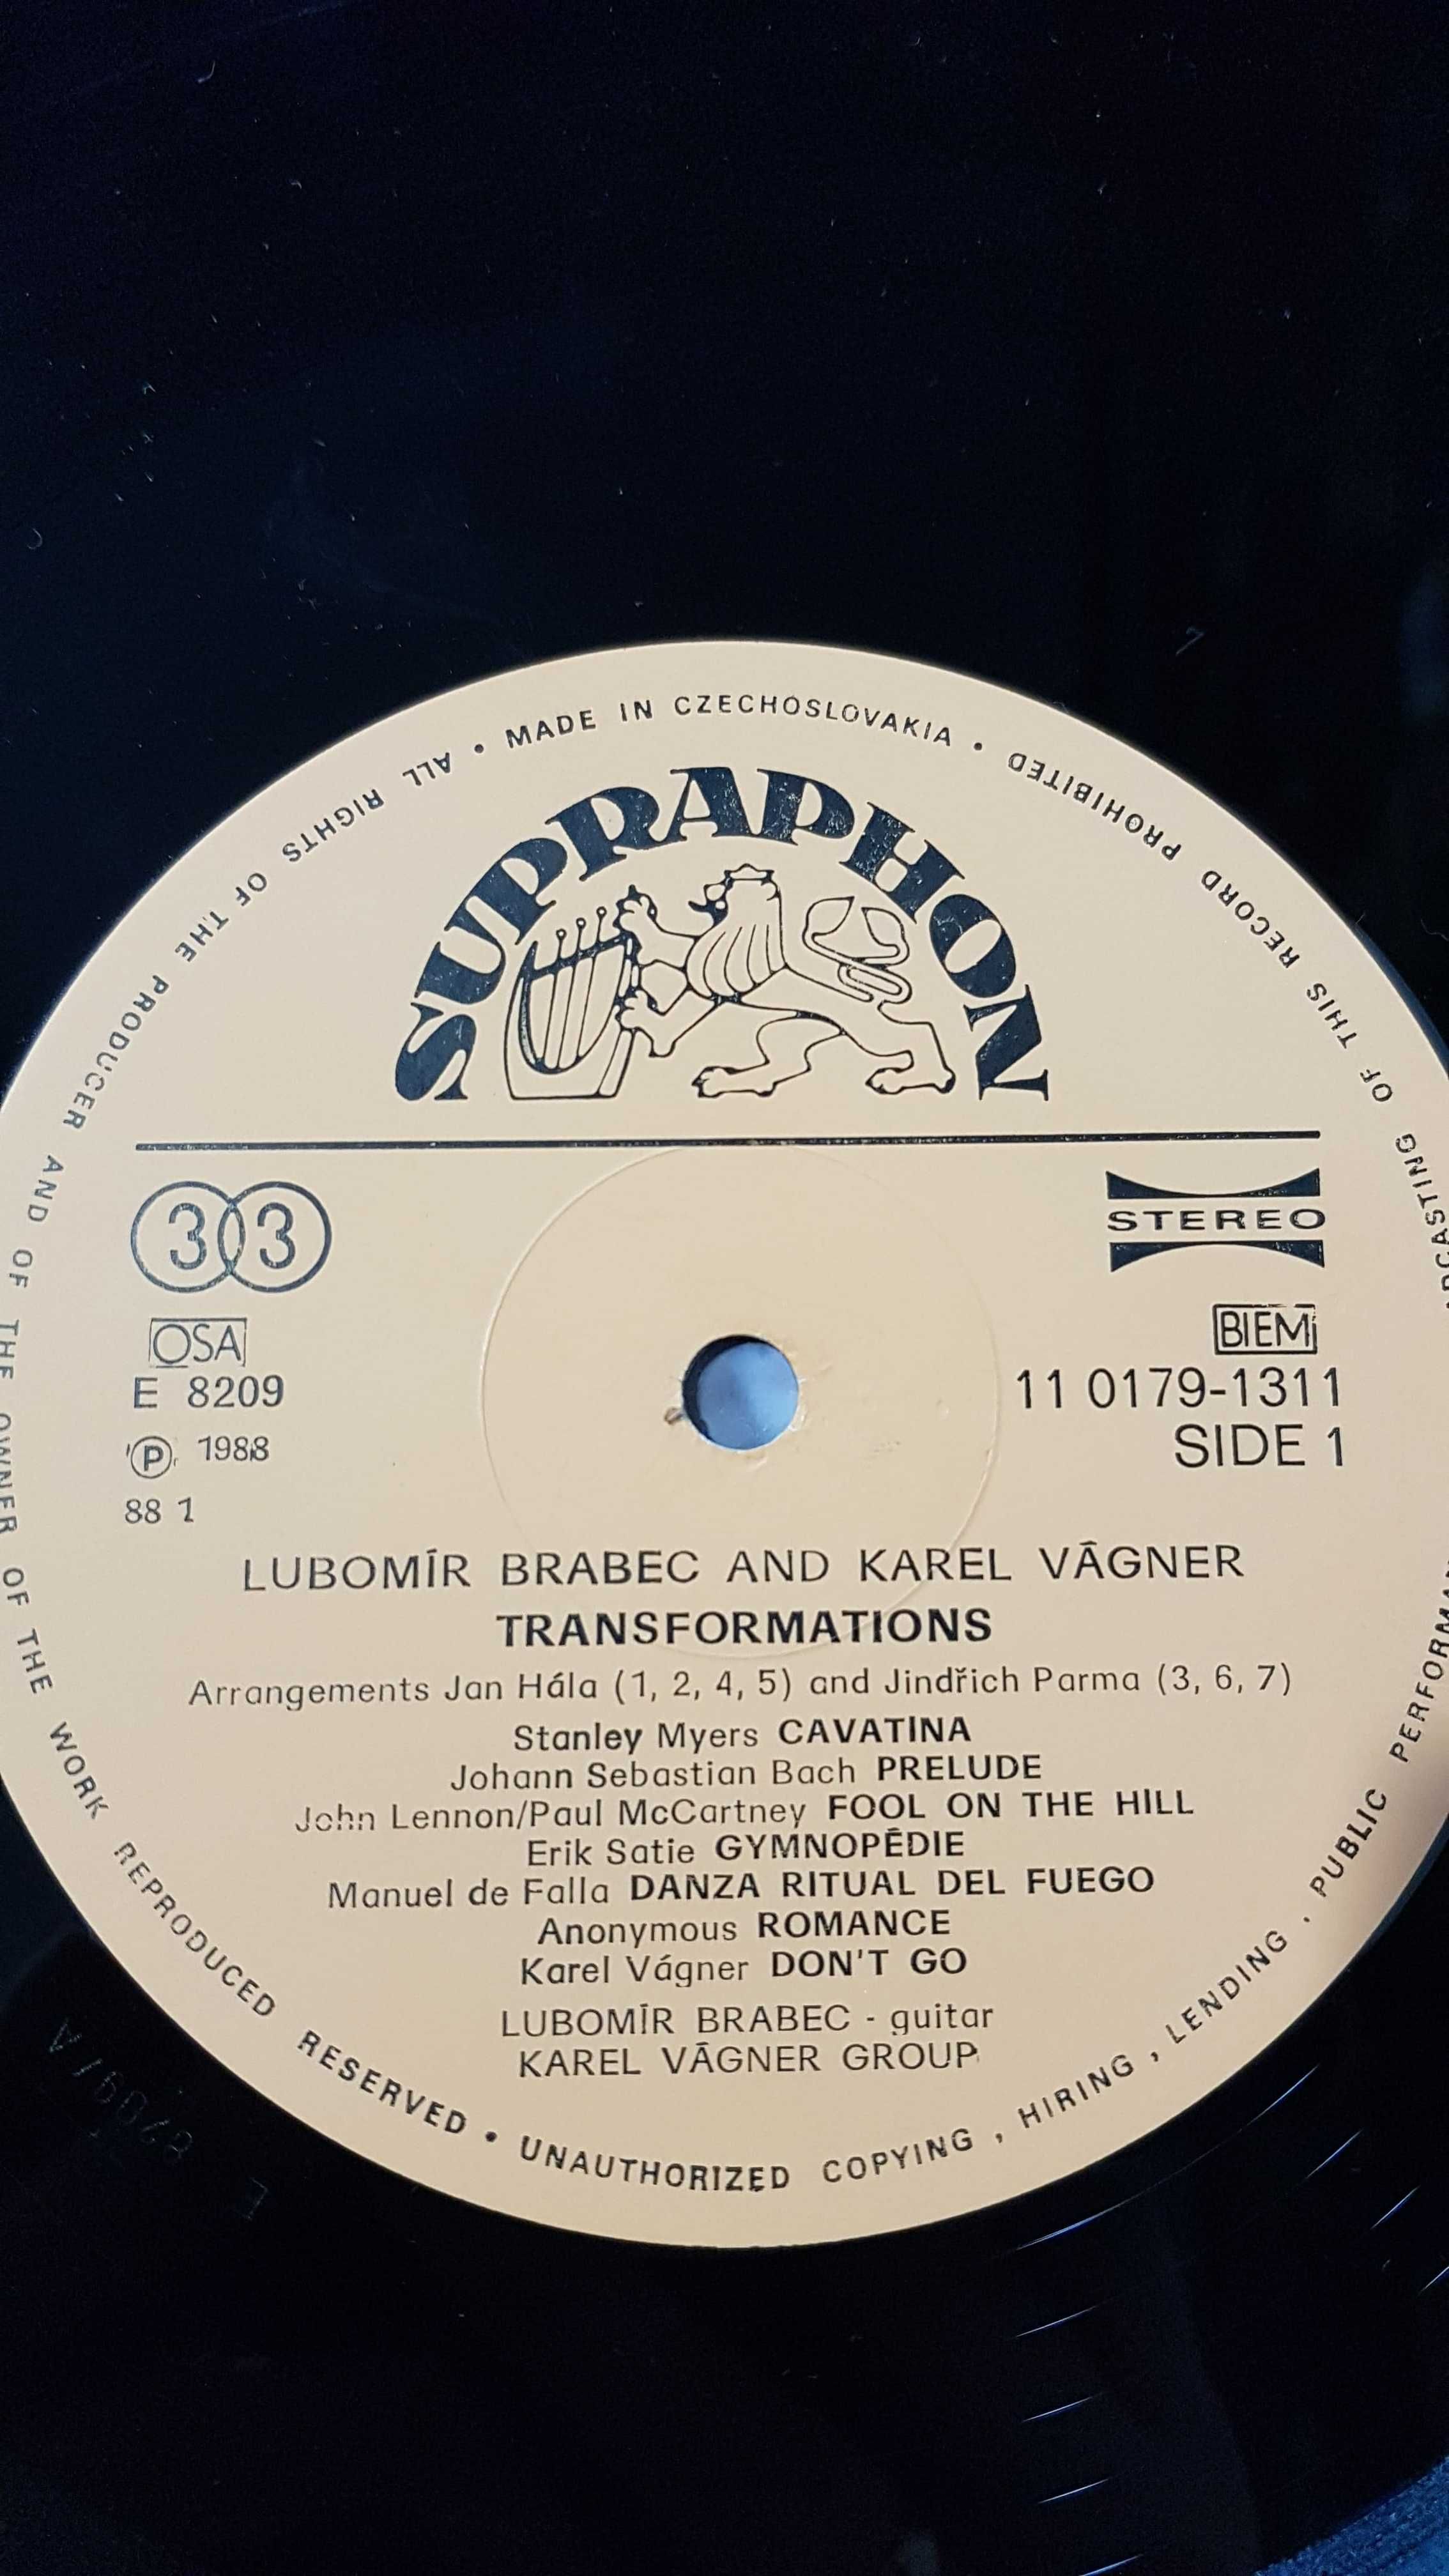 MADE IN CZECHOSLOVAKIA • PROHIBITED
ALL RIGHTS OF THE PRODUCER AND OF THE OWNER OF THE WORK REPRODUCED RESERVED • UNAUTHORIZED COPYING , HIRING , LENDING , PUBLIC
OF THIS RECORD
SUPRAPHON
33
STEREO
OSA
BIEM
E 8209
11 0179-1311
Ⓟ 1988
SIDE 1
88 1
LUBOMÍR BRABEC AND KAREL VÁGNER
TRANSFORMATIONS
Arrangements Jan Hála (1, 2, 4, 5) and Jindřich Parma (3, 6, 7)
Stanley Myers CAVATINA
Johann Sebastian Bach PRELUDE
John Lennon/Paul McCartney FOOL ON THE HILL
Erik Satie GYMNOPÉDIE
Manuel de Falla DANZA RITUAL DEL FUEGO
Anonymous ROMANCE
Karel Vágner DON'T GO
LUBOMÍR BRABEC - guitar
KAREL VÁGNER GROUP